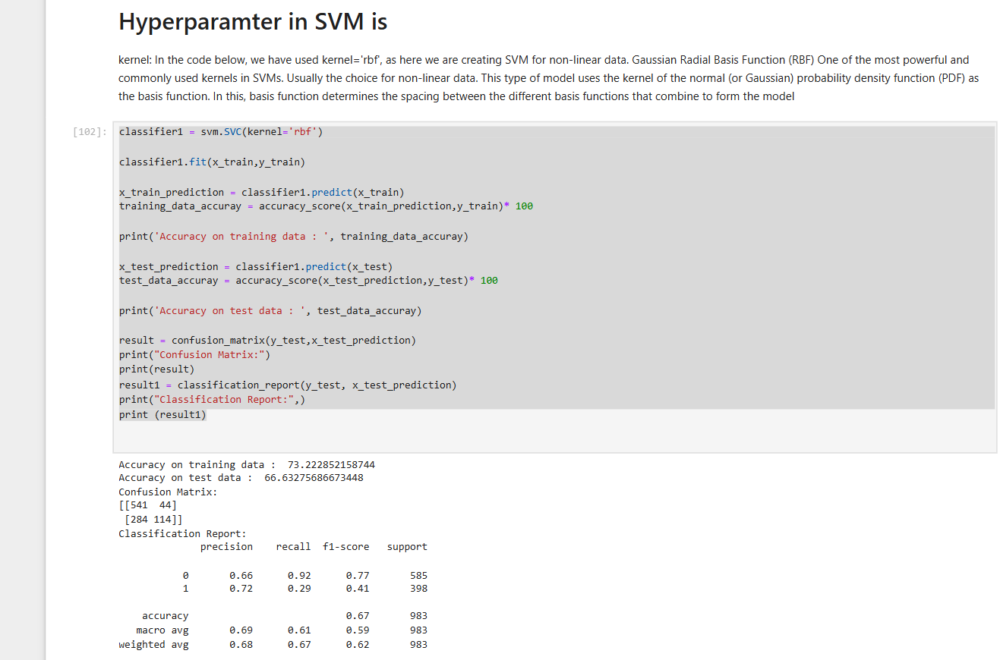 Hyperparamter in SVM is
kernel: In the code below, we have used kernel='rbf', as here we are creating SVM for non-linear data. Gaussian Radial Basis Function (RBF) One of the most powerful and
commonly used kernels in SVMs. Usually the choice for non-linear data. This type of model uses the kernel of the normal (or Gaussian) probability density function (PDF) as
the basis function. In this, basis function determines the spacing between the different basis functions that combine to form the model
[102]: classifier1 = svm.SVC(kernel='rbf')
classifier1.fit(x_train,y_train)
x_train_prediction = classifier1.predict(x_train)
training_data_accuray = accuracy_score(x_train_prediction,y_train)* 100
print('Accuracy on training data : ', training_data_accuray)
x_test_prediction = classifier1.predict(x_test)
test_data_accuray = accuracy_score(x_test_prediction,y_test)* 100
print('Accuracy on test data : ', test_data_accuray)
result = confusion_matrix(y_test,x_test_prediction)
print("Confusion Matrix:")
print(result)
result1 = classification_report(y_test, x_test_prediction)
print("Classification Report:",)
print (result1)
Accuracy on training data :  73.222852158744
Accuracy on test data :  66.63275686673448
Confusion Matrix:
[[541  44]
 [284 114]]
Classification Report:
              precision    recall  f1-score   support
           0       0.66      0.92      0.77       585
           1       0.72      0.29      0.41       398
    accuracy                           0.67       983
   macro avg       0.69      0.61      0.59       983
weighted avg       0.68      0.67      0.62       983